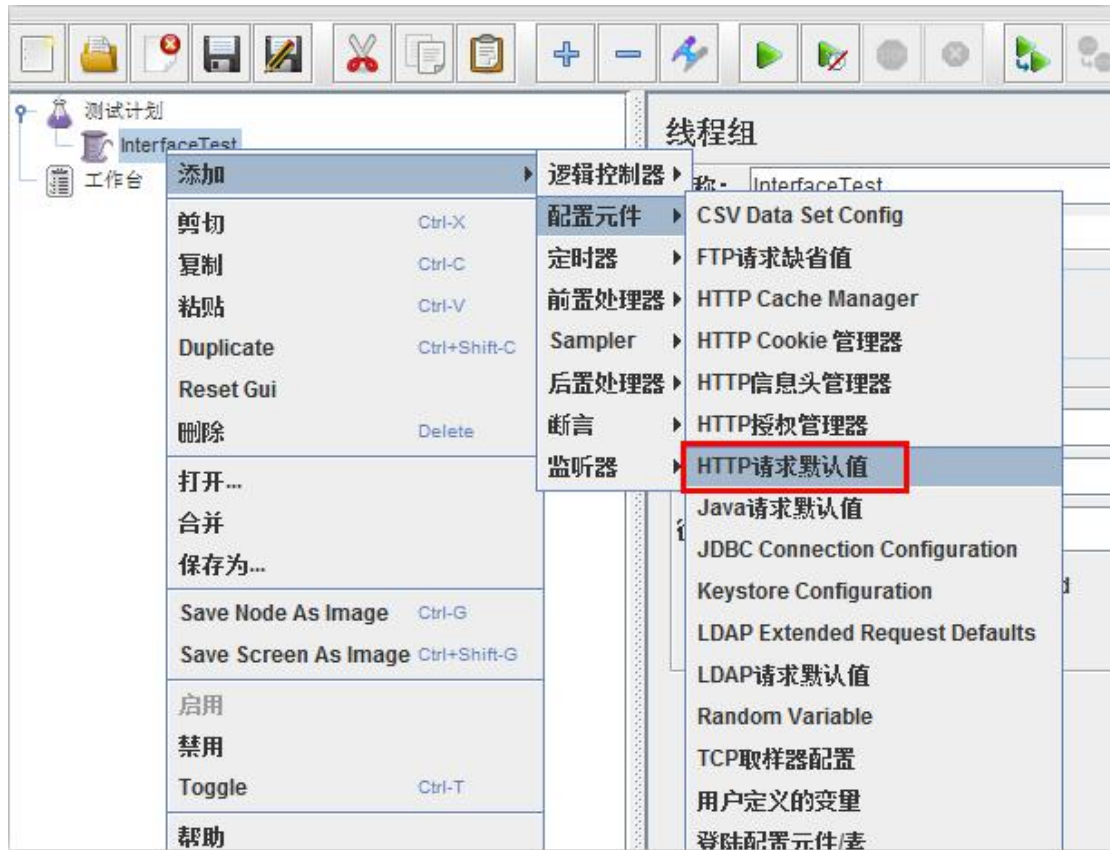 测试计划
InterfaceTest
工作台
线程组
称：
InterfaceTest
添加
剪切 Ctrl-X
复制 Ctrl-C
粘贴 Ctrl-V
Duplicate Ctrl+Shift-C
Reset Gui
删除 Delete
打开...
合并
保存为...
Save Node As Image Ctrl-G
Save Screen As Image Ctrl+Shift-G
启用
禁用
Toggle Ctrl-T
帮助
逻辑控制器
配置元件
定时器
前置处理器
Sampler
后置处理器
断言
监听器
CSV Data Set Config
FTP请求缺省值
HTTP Cache Manager
HTTP Cookie 管理器
HTTP信息头管理器
HTTP授权管理器
HTTP请求默认值
Java请求默认值
JDBC Connection Configuration
Keystore Configuration
LDAP Extended Request Defaults
LDAP请求默认值
Random Variable
TCP取样器配置
用户定义的变量
登陆配置元件/素